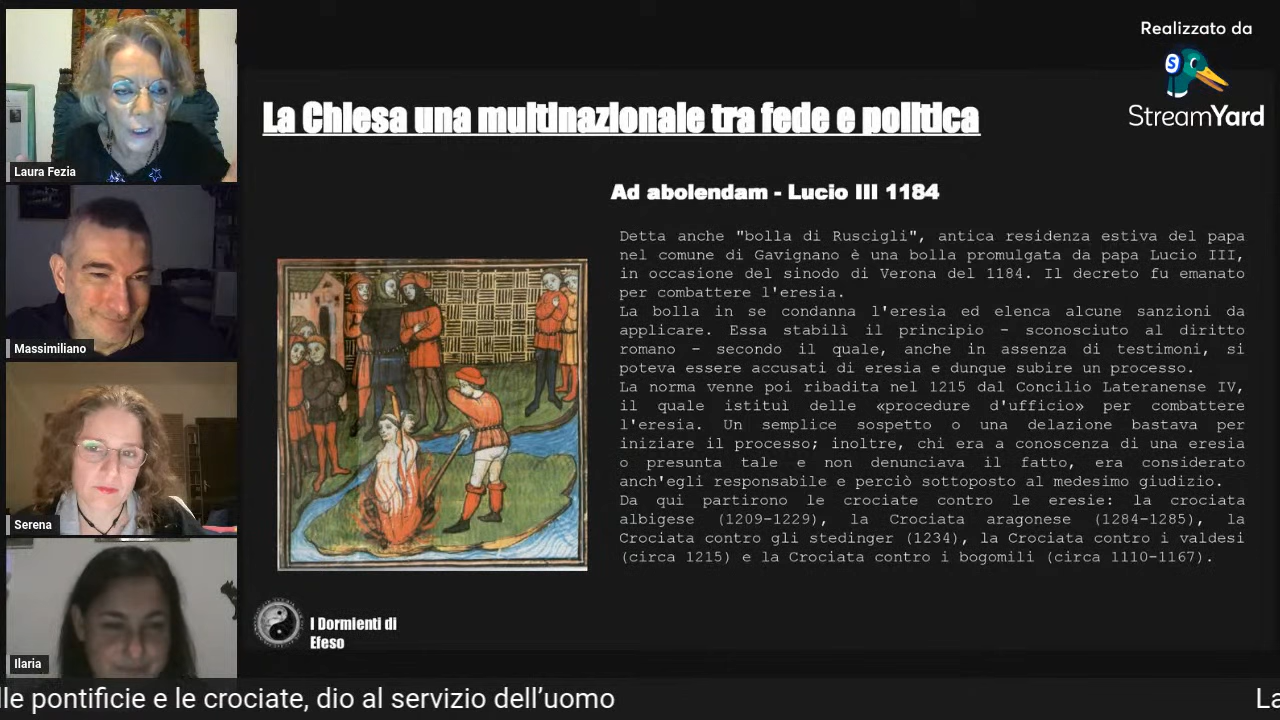 Realizzato da
StreamYard
Laura Fezia
Massimiliano
Serena
Ilaria
La Chiesa una multinazionale tra fede e politica
Ad abolendam - Lucio III 1184
Detta anche "bolla di Ruscigli", antica residenza estiva del papa
nel comune di Gavignano è una bolla promulgata da papa Lucio III,
in occasione del sinodo di Verona del 1184. Il decreto fu emanato
per combattere l'eresia.
La bolla in se condanna l'eresia ed elenca alcune sanzioni da
applicare. Essa stabilì il principio - sconosciuto al diritto
romano - secondo il quale, anche in assenza di testimoni, si
poteva essere accusati di eresia e dunque subire un processo.
La norma venne poi ribadita nel 1215 dal Concilio Lateranense IV,
il quale istituì delle «procedure d'ufficio» per combattere
l'eresia. Un semplice sospetto o una delazione bastava per
iniziare il processo; inoltre, chi era a conoscenza di una eresia
o presunta tale e non denunciava il fatto, era considerato
anch'egli responsabile e perciò sottoposto al medesimo giudizio.
Da qui partirono le crociate contro le eresie: la crociata
albigese (1209-1229), la Crociata aragonese (1284-1285), la
Crociata contro gli stedinger (1234), la Crociata contro i valdesi
(circa 1215) e la Crociata contro i bogomili (circa 1110-1167).
I Dormienti di
Efeso
lle pontificie e le crociate, dio al servizio dell'uomo
La